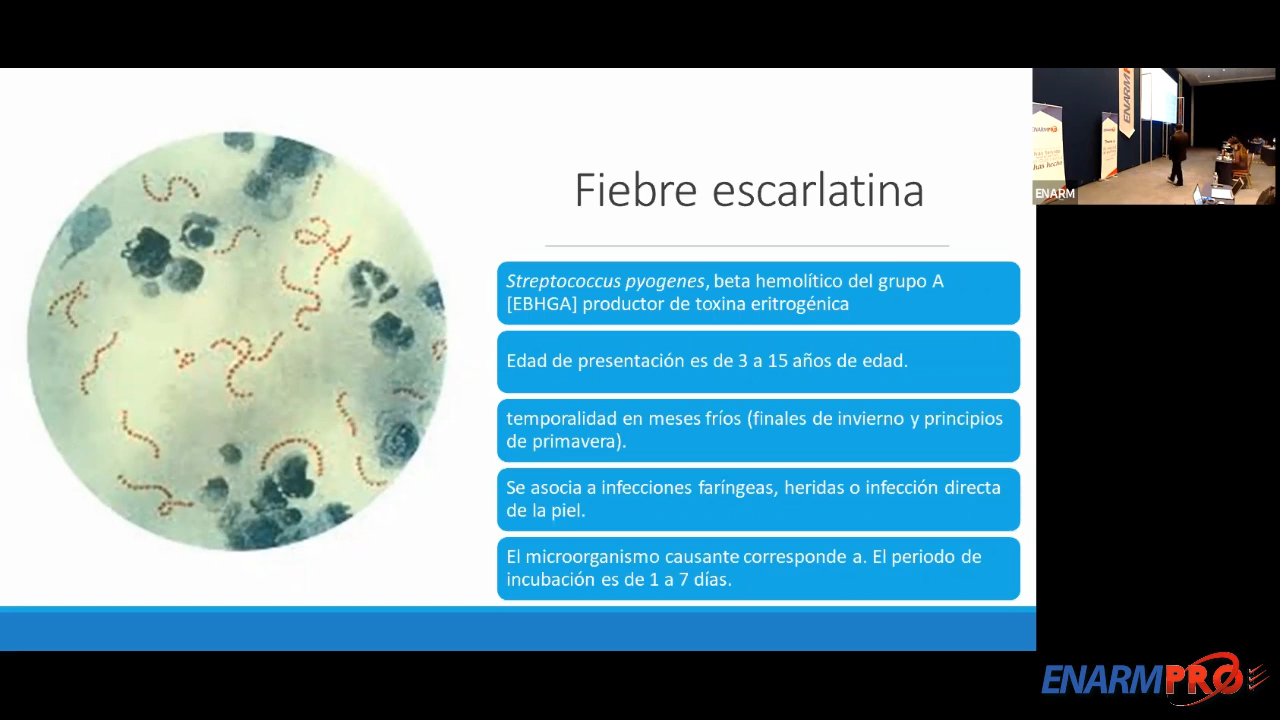 Fiebre escarlatina
Streptococcus pyogenes, beta hemolítico del grupo A
[EBHGA] productor de toxina eritrogénica
Edad de presentación es de 3 a 15 años de edad.
temporalidad en meses fríos (finales de invierno y principios
de primavera).
Se asocia a infecciones faríngeas, heridas o infección directa
de la piel.
El microorganismo causante corresponde a. El periodo de
incubación es de 1 a 7 días.
ENARM
ENARMPRO